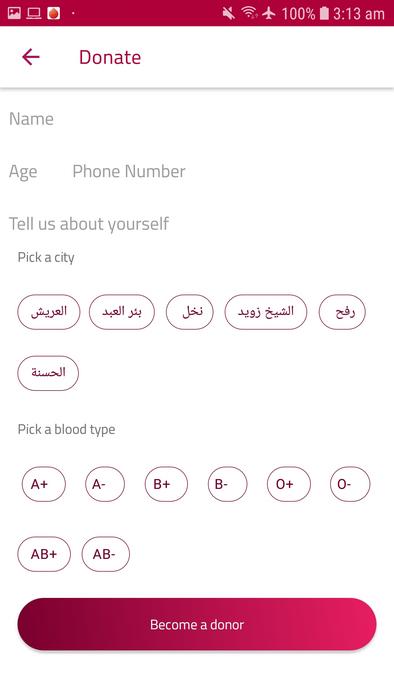 100% 3:13 am
Donate
Name
Age Phone Number
Tell us about yourself
Pick a city
العريش بئر العبد نخل الشيخ زويد رفح
الحسنة
Pick a blood type
A+ A- B+ B- O+ O-
AB+ AB-
Become a donor